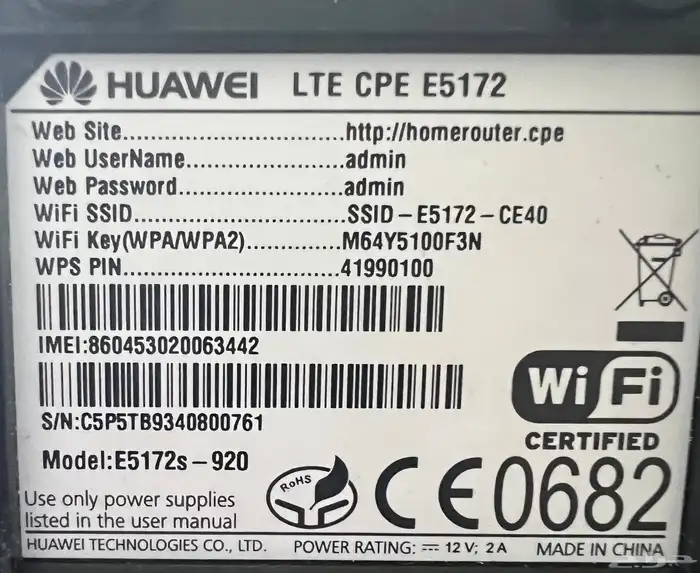 HUAWEI LTE CPE E5172
Web Site..............................http://homerouter.cpe
Web UserName......................admin
Web Password.......................admin
WiFi SSID..............................SSID-E5172-CE40
WiFi Key(WPA/WPA2).............M64Y5100F3N
WPS PIN..............................41990100
IMEI:860453020063442
S/N:C5P5TB9340800761
Wi Fi
CERTIFIED
Model:E5172s-920
RoHS
CE0682
Use only power supplies
listed in the user manual
HUAWEI TECHNOLOGIES CO., LTD. POWER RATING: ⎓ 12 V; 2 A MADE IN CHINA